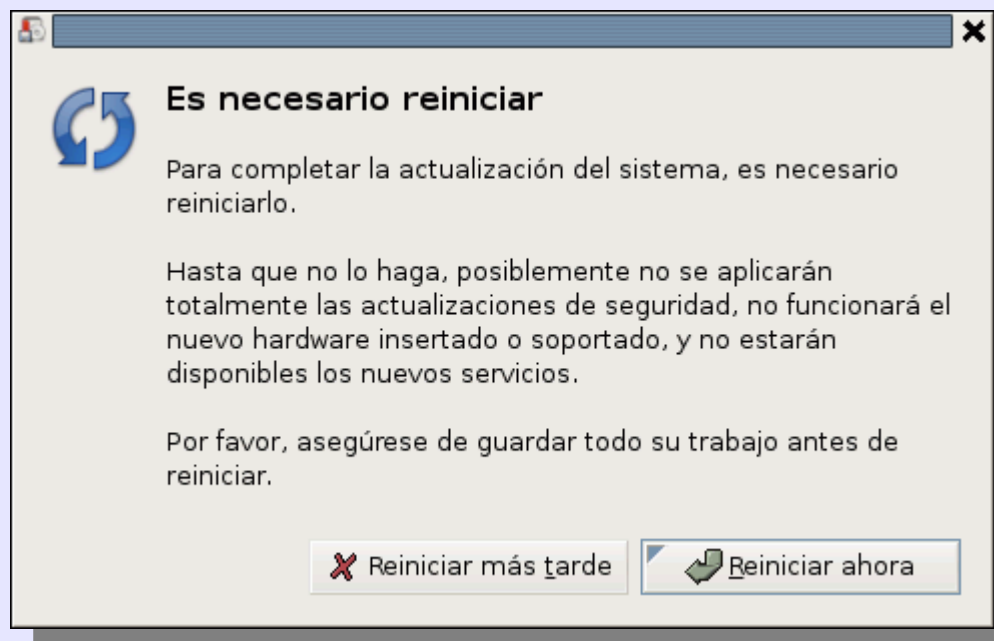 Es necesario reiniciar
Para completar la actualización del sistema, es necesario
reiniciarlo.
Hasta que no lo haga, posiblemente no se aplicarán
totalmente las actualizaciones de seguridad, no funcionará el
nuevo hardware insertado o soportado, y no estarán
disponibles los nuevos servicios.
Por favor, asegúrese de guardar todo su trabajo antes de
reiniciar.
Reiniciar más tarde Reiniciar ahora